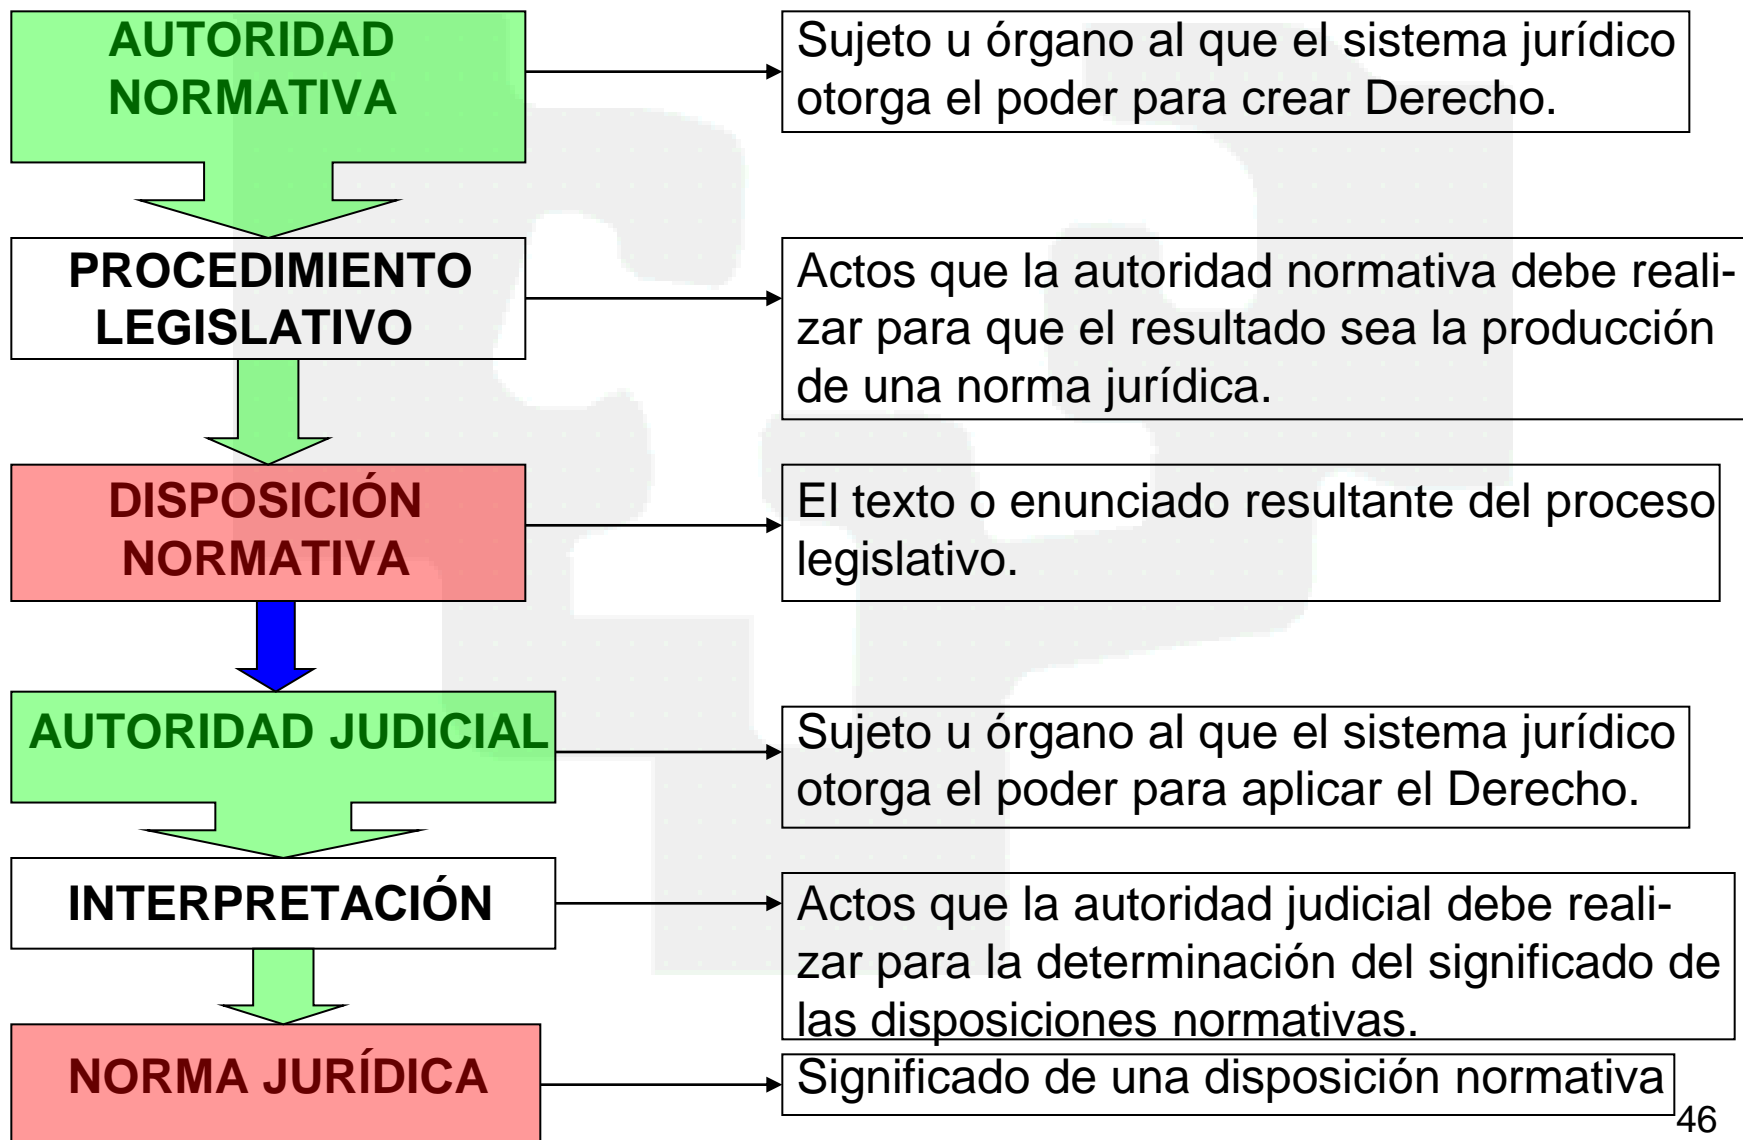 AUTORIDAD
NORMATIVA
Sujeto u órgano al que el sistema jurídico
otorga el poder para crear Derecho.
PROCEDIMIENTO
LEGISLATIVO
Actos que la autoridad normativa debe reali-
zar para que el resultado sea la producción
de una norma jurídica.
DISPOSICIÓN
NORMATIVA
El texto o enunciado resultante del proceso
legislativo.
AUTORIDAD JUDICIAL
Sujeto u órgano al que el sistema jurídico
otorga el poder para aplicar el Derecho.
INTERPRETACIÓN
Actos que la autoridad judicial debe reali-
zar para la determinación del significado de
las disposiciones normativas.
NORMA JURÍDICA
Significado de una disposición normativa
46